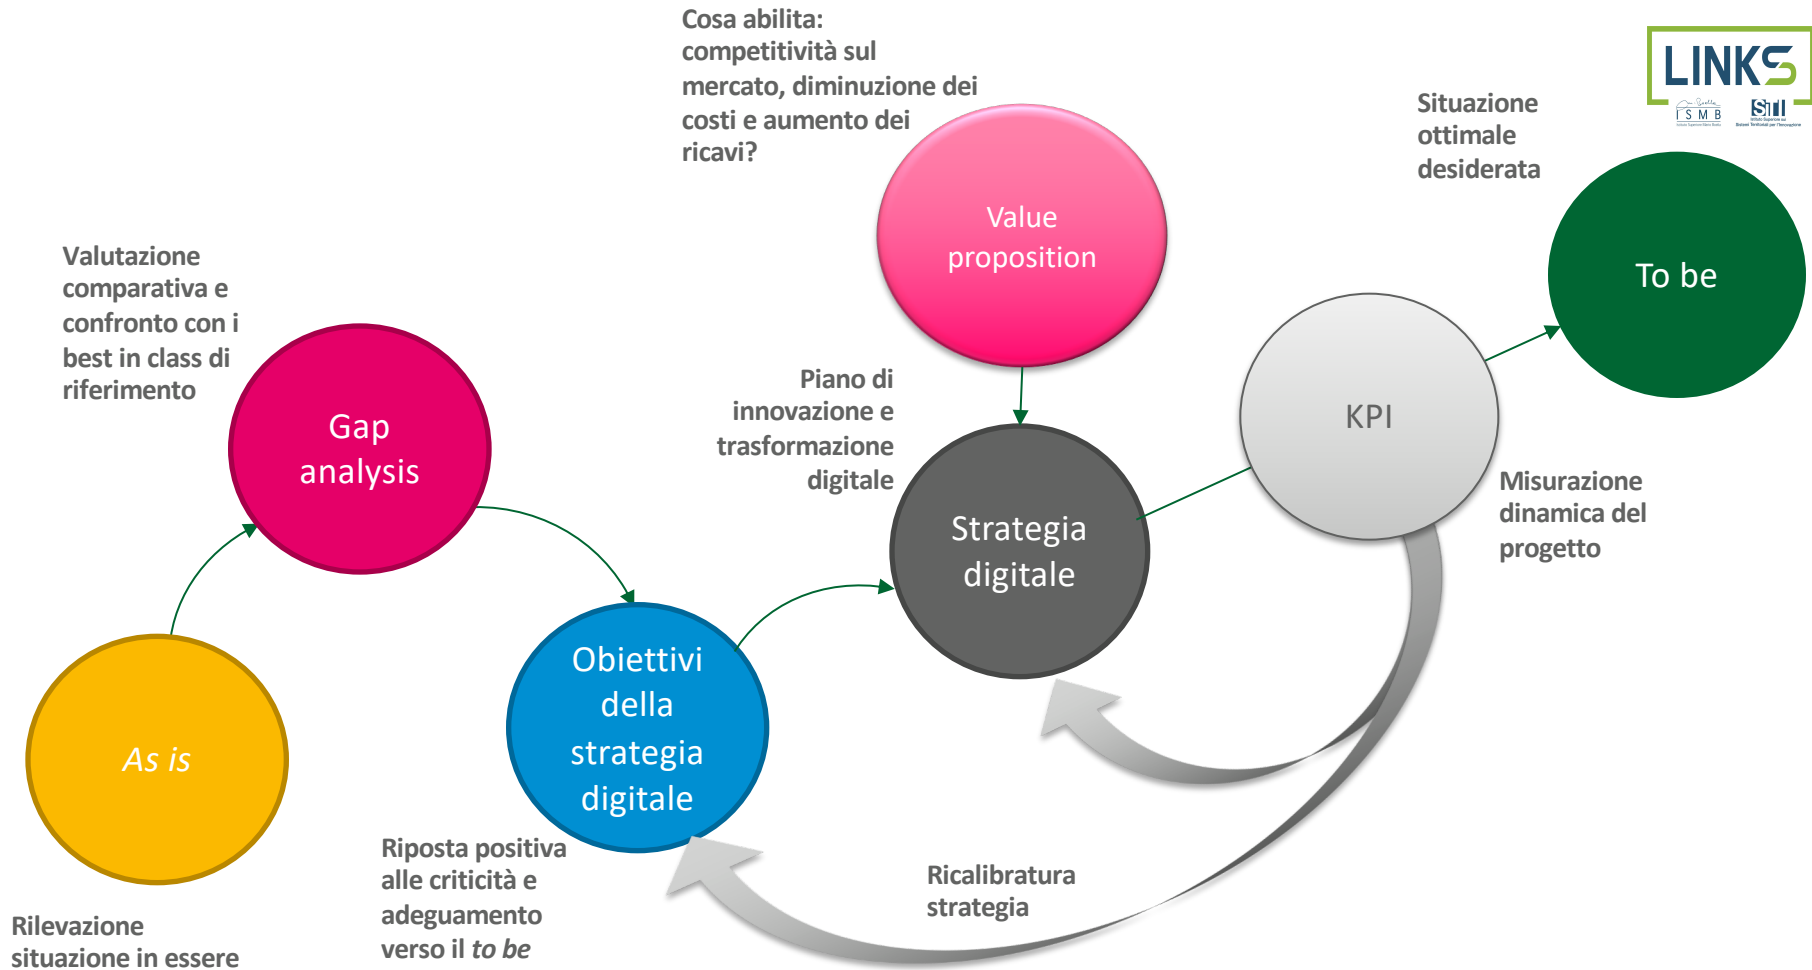 Cosa abilita:
competitività sul
mercato, diminuzione dei
costi e aumento dei
ricavi?
LINKS
ISMB
STI
Situazione
ottimale
desiderata
Value
proposition
To be
Valutazione
comparativa e
confronto con i
best in class di
riferimento
Gap
analysis
Piano di
innovazione e
trasformazione
digitale
KPI
Misurazione
dinamica del
progetto
Strategia
digitale
Obiettivi
della
strategia
digitale
As is
Riposta positiva
alle criticità e
adeguamento
verso il to be
Ricalibratura
strategia
Rilevazione
situazione in essere